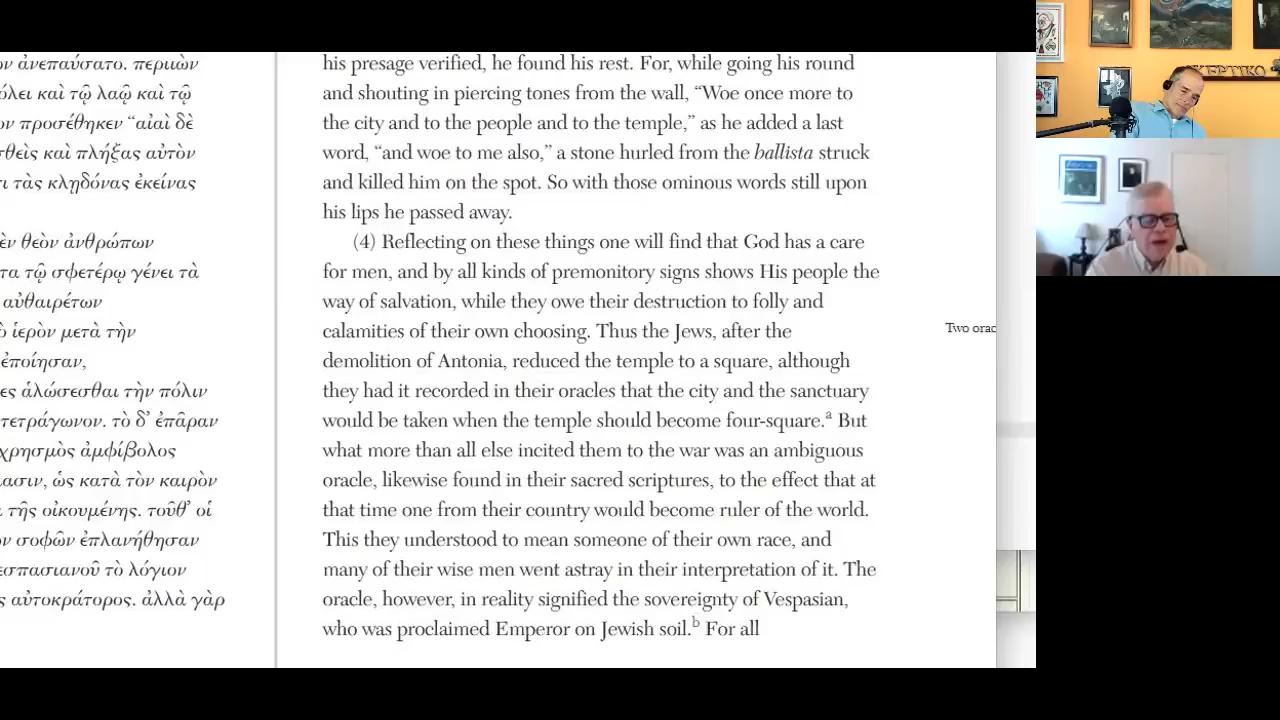 ν ἀνεπαύσατο. περιιὼν
όλει καὶ τῷ λαῷ καὶ τῷ
ον προσέθηκεν “αἰαὶ δὲ
σθεὶς καὶ πλήξας αὐτὸν
ι τὰς κληδόνας ἐκείνας
ὲν θεὸν ἀνθρώπων
τα τῷ σφετέρῳ γένει τὰ
αὐθαιρέτων
ὸ ἱερὸν μετὰ τὴν
ἐποίησαν,
ες ἁλώσεσθαι τὴν πόλιν
τετράγωνον. τὸ δ’ ἐπᾶραν
χρησμὸς ἀμφίβολος
μασιν, ὡς κατὰ τὸν καιρὸν
τῆς οἰκουμένης. τοῦθ’ οἱ
ν σοφῶν ἐπλανήθησαν
εσπασιανοῦ τὸ λόγιον
ς αὐτοκράτορος. ἀλλὰ γὰρ
his presage verified, he found his rest. For, while going his round
and shouting in piercing tones from the wall, “Woe once more to
the city and to the people and to the temple,” as he added a last
word, “and woe to me also,” a stone hurled from the ballista struck
and killed him on the spot. So with those ominous words still upon
his lips he passed away.
(4) Reflecting on these things one will find that God has a care
for men, and by all kinds of premonitory signs shows His people the
way of salvation, while they owe their destruction to folly and
calamities of their own choosing. Thus the Jews, after the
demolition of Antonia, reduced the temple to a square, although
they had it recorded in their oracles that the city and the sanctuary
would be taken when the temple should become four-square.a But
what more than all else incited them to the war was an ambiguous
oracle, likewise found in their sacred scriptures, to the effect that at
that time one from their country would become ruler of the world.
This they understood to mean someone of their own race, and
many of their wise men went astray in their interpretation of it. The
oracle, however, in reality signified the sovereignty of Vespasian,
who was proclaimed Emperor on Jewish soil.b For all
Two orac
KEPTIKO